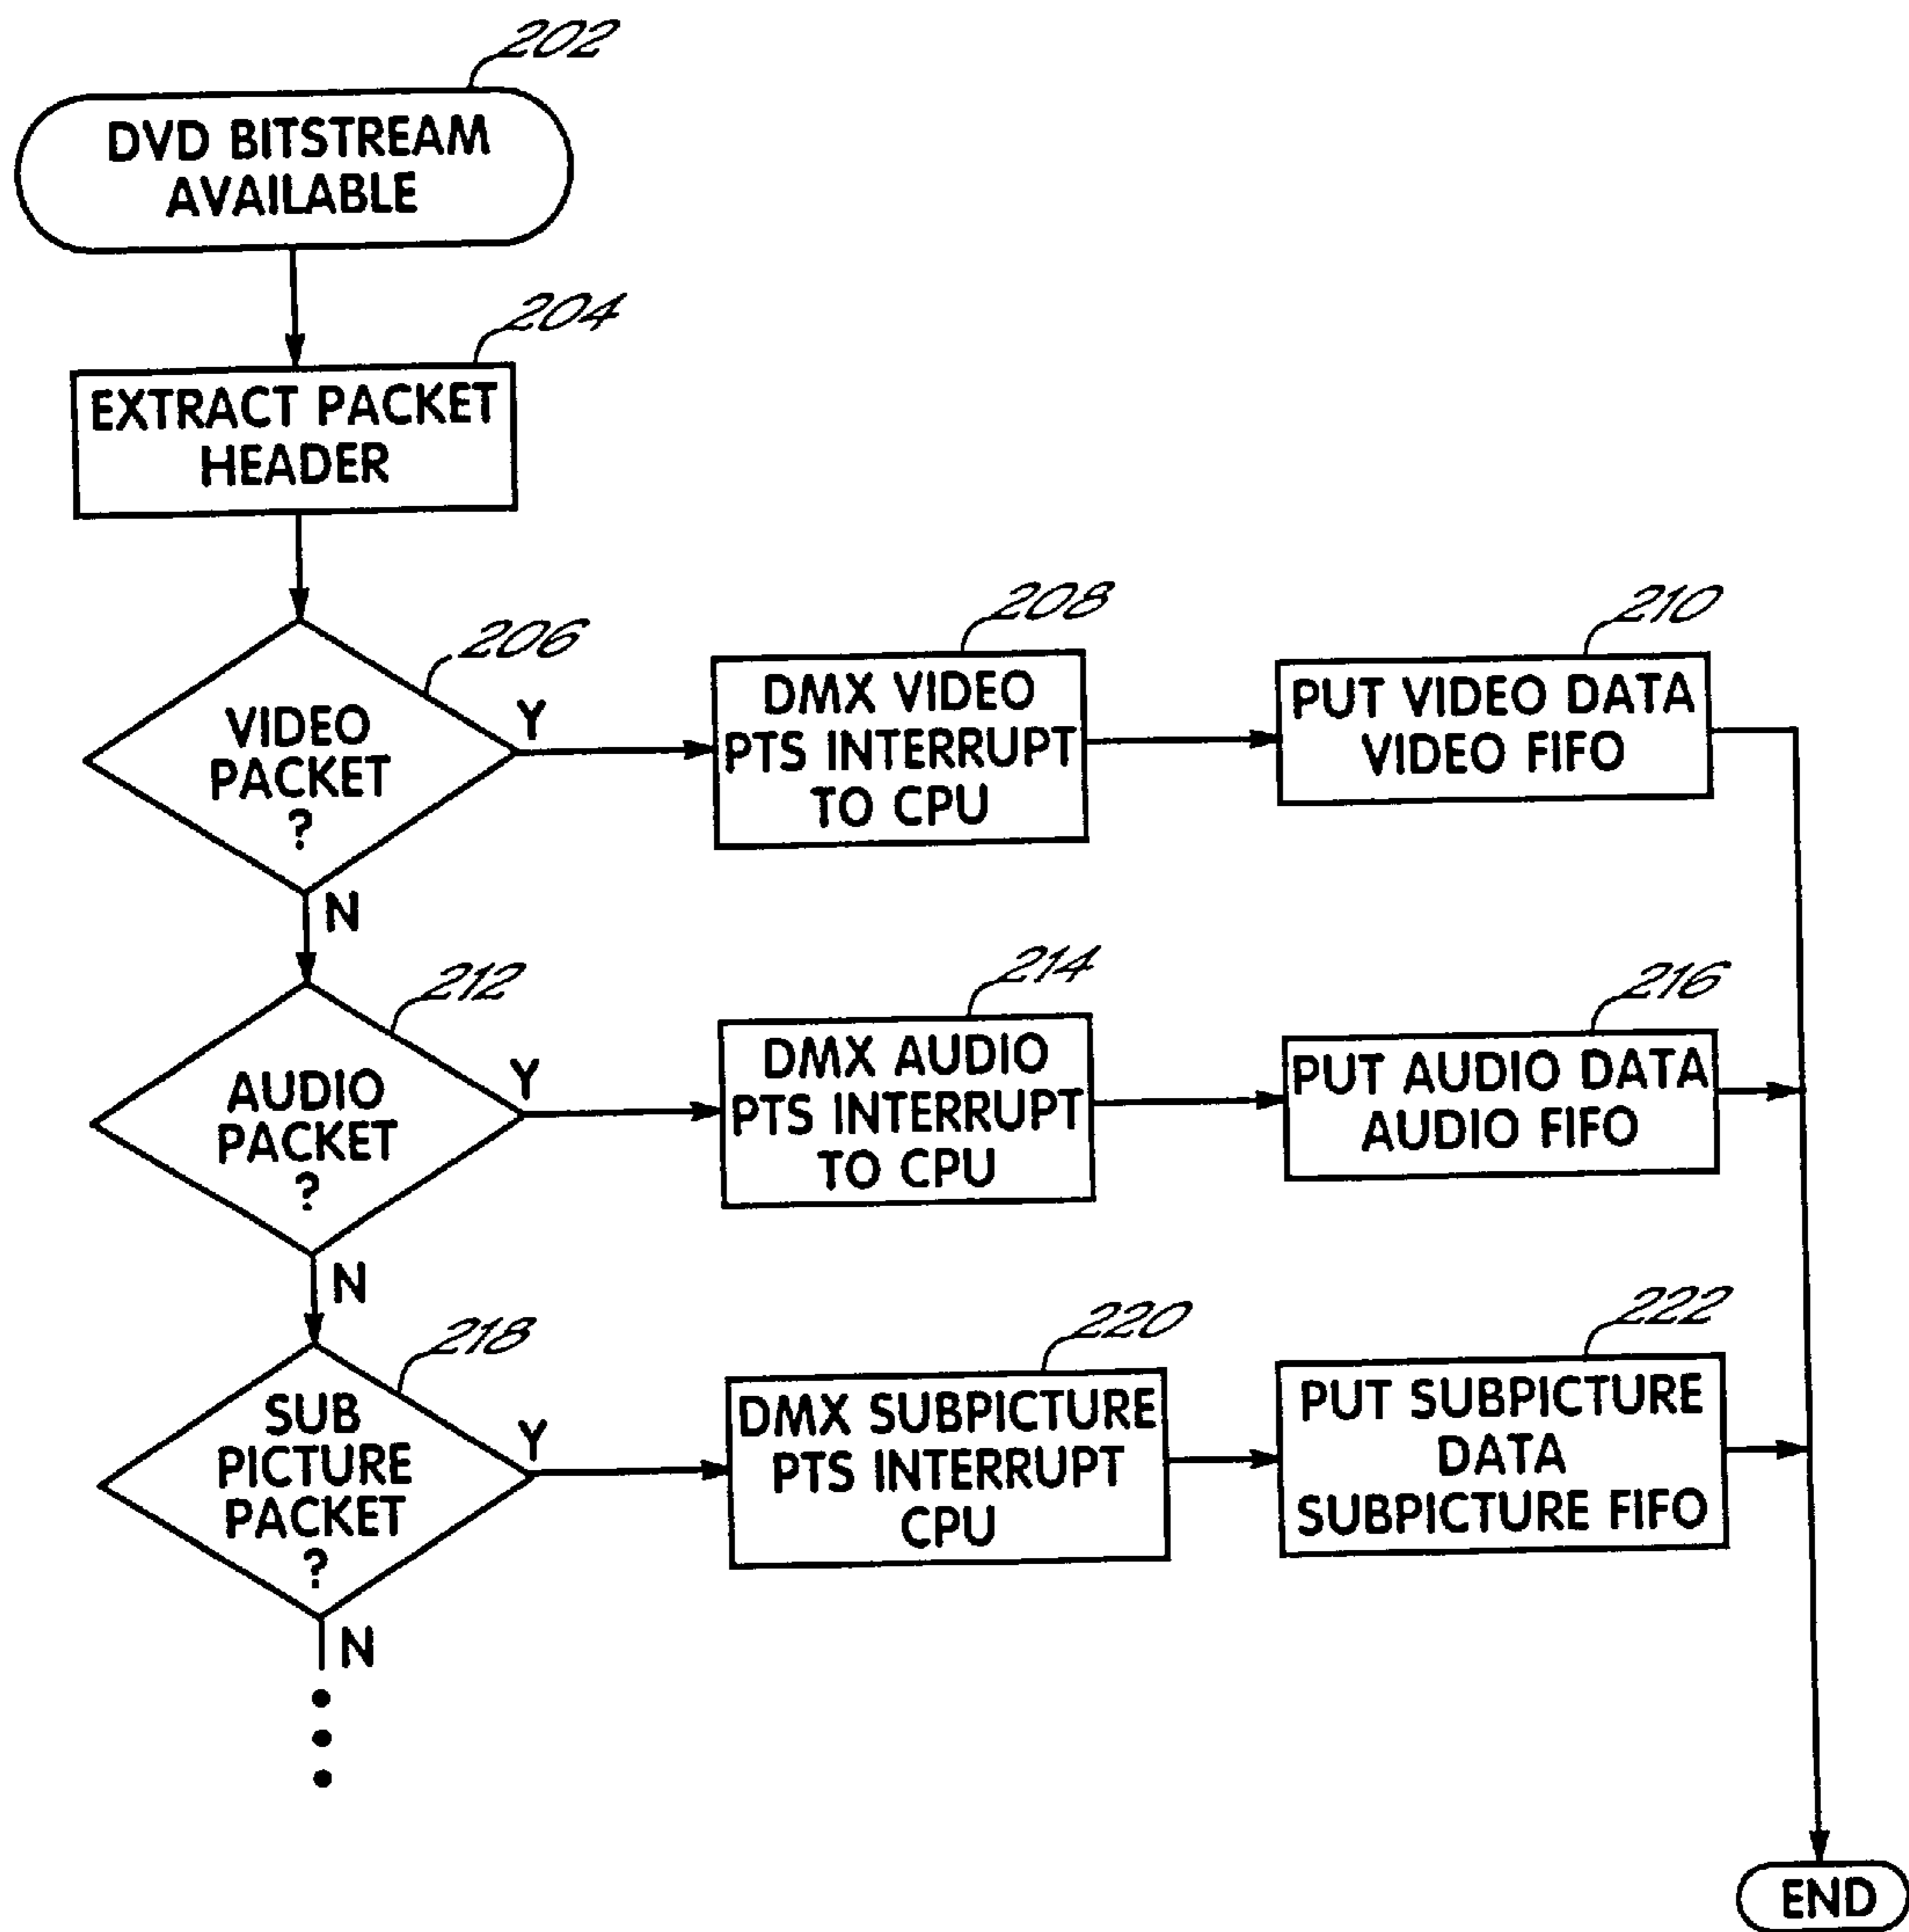 202
DVD BITSTREAM
AVAILABLE
204
EXTRACT PACKET
HEADER
206
VIDEO
PACKET
?
Y
N
208
DMX VIDEO
PTS INTERRUPT
TO CPU
210
PUT VIDEO DATA
VIDEO FIFO
212
AUDIO
PACKET
?
Y
N
214
DMX AUDIO
PTS INTERRUPT
TO CPU
216
PUT AUDIO DATA
AUDIO FIFO
218
SUB
PICTURE
PACKET
?
Y
N
220
DMX SUBPICTURE
PTS INTERRUPT
CPU
222
PUT SUBPICTURE
DATA
SUBPICTURE FIFO
END